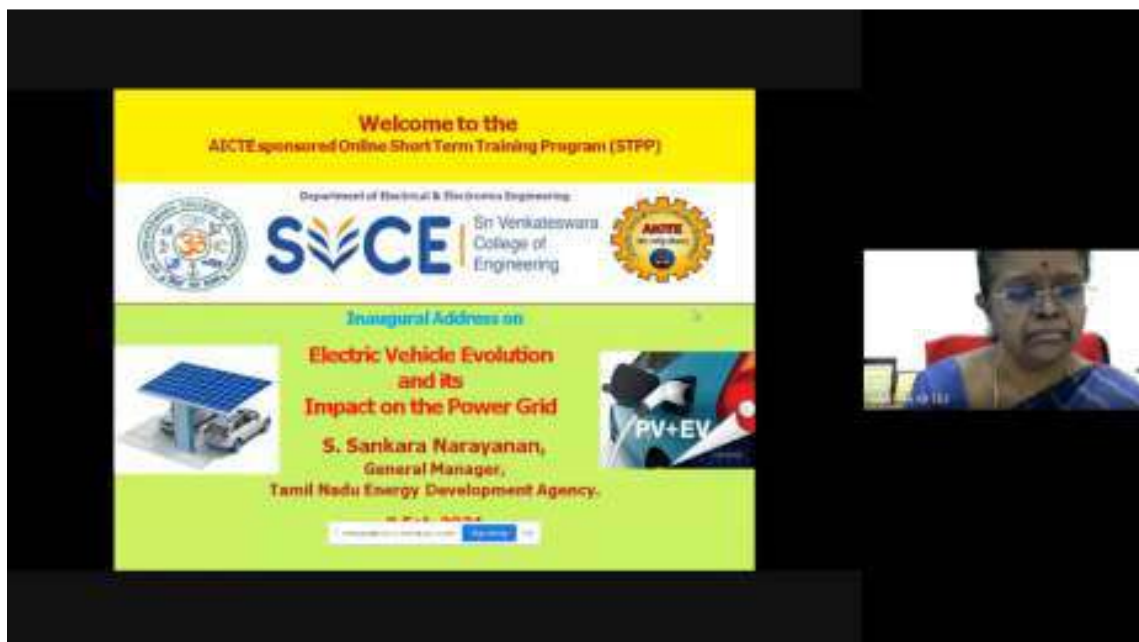 Welcome to the
AICTE sponsured Online Short Term Training Program (STPP)
Department of Electrical & Electronics Engineering
SVCE
Sri Venkateswara
College of
Engineering
AICTE
Inaugural Address on
Electric Vehicle Evolution
and its
Impact on the Power Grid
PV+EV
S. Sankara Narayanan,
General Manager,
Tamil Nadu Energy Development Agency.